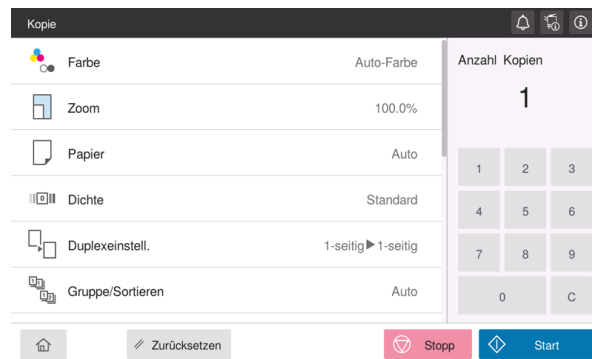 Kopie
Farbe Auto-Farbe
Zoom 100.0%
Papier Auto
Dichte Standard
Duplexeinstell. 1-seitig▶1-seitig
Gruppe/Sortieren Auto
Anzahl Kopien
1
1 2 3
4 5 6
7 8 9
0 C
Zurücksetzen Stopp Start